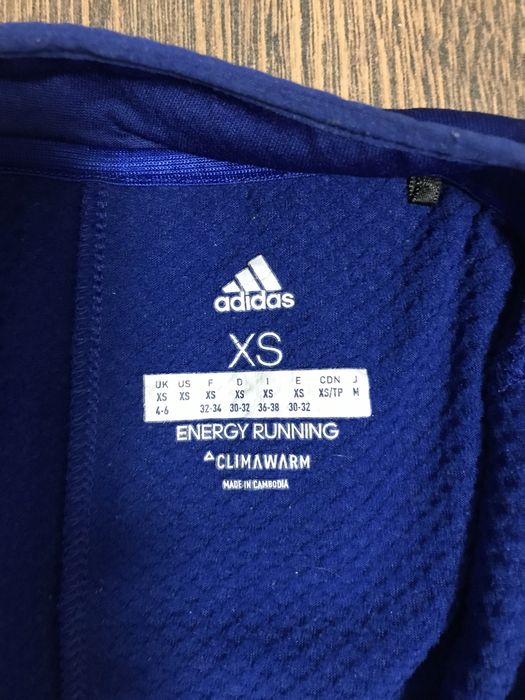 adidas
XS
UK US F D I E CDN J
XS XS XS XS XS XS XS/TP M
4-6 32-34 30-32 36-38 30-32
ENERGY RUNNING
CLIMAWARM
MADE IN CAMBODIA